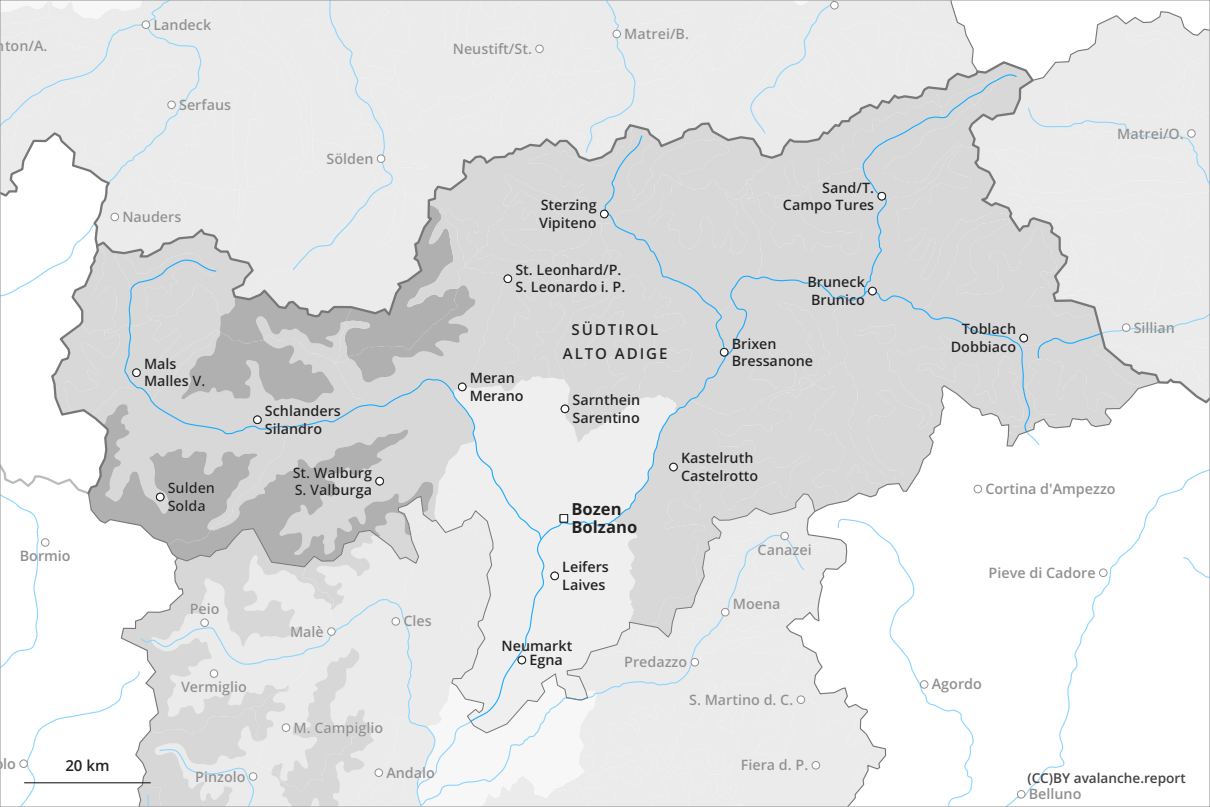 Landeck
nton/A.
Neustift/St.
Matrei/B.
Serfaus
Matrei/O.
Sölden
Nauders
Sand/T.
Campo Tures
Sterzing
Vipiteno
St. Leonhard/P.
S. Leonardo i. P.
Bruneck
Brunico
SÜDTIROL
ALTO ADIGE
Toblach
Dobbiaco
Sillian
Brixen
Bressanone
Mals
Malles V.
Meran
Merano
Sarnthein
Sarentino
Schlanders
Silandro
Kastelruth
Castelrotto
St. Walburg
S. Valburga
Sulden
Solda
Cortina d'Ampezzo
Bozen
Bolzano
Bormio
Canazei
Leifers
Laives
Pieve di Cadore
Peio
Moena
Malè
Cles
Neumarkt
Egna
Predazzo
Vermiglio
Agordo
S. Martino d. C.
M. Campiglio
olo
20 km
Pinzolo
Andalo
Fiera d. P.
(CC)BY avalanche.report
Belluno